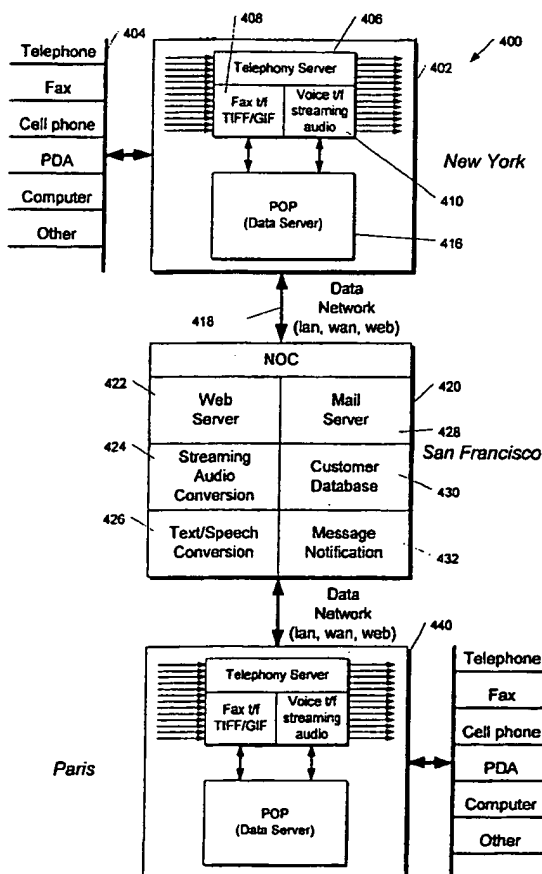 404
408
406
400
Telephone
Fax
Cell phone
PDA
Computer
Other
Telephony Server
Fax t/f
TIFF/GIF
Voice t/f
streaming
audio
402
New York
410
POP
(Data Server)
416
418
Data
Network
(lan, wan, web)
NOC
422
Web
Server
Mail
Server
420
428
San Francisco
424
Streaming
Audio
Conversion
Customer
Database
430
426
Text/Speech
Conversion
Message
Notification
432
Data
Network
(lan, wan, web)
440
Telephony Server
Fax t/f
TIFF/GIF
Voice t/f
streaming
audio
Paris
POP
(Data Server)
Telephone
Fax
Cell phone
PDA
Computer
Other